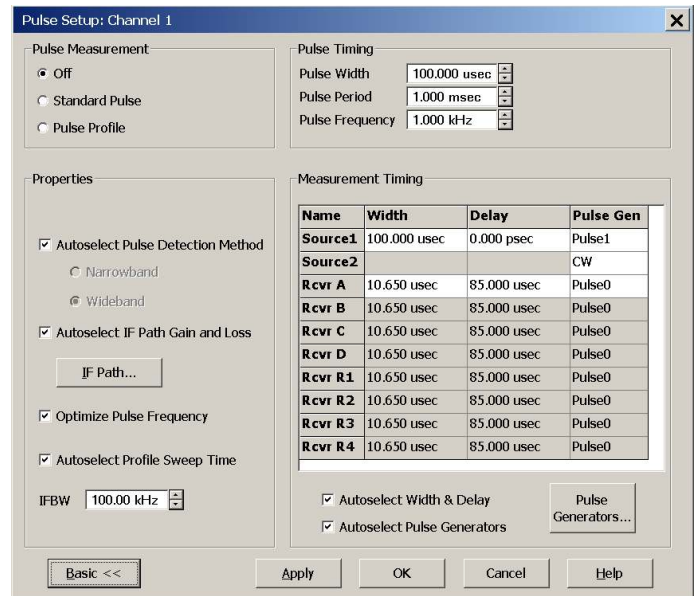 Pulse Setup: Channel 1
Pulse Measurement
Off
Standard Pulse
Pulse Profile
Pulse Timing
Pulse Width 100.000 usec
Pulse Period 1.000 msec
Pulse Frequency 1.000 kHz
Properties
Autoselect Pulse Detection Method
Narrowband
Wideband
Autoselect IF Path Gain and Loss
IF Path...
Optimize Pulse Frequency
Autoselect Profile Sweep Time
IFBW 100.00 kHz
Measurement Timing
Name Width Delay Pulse Gen
Source1 100.000 usec 0.000 psec Pulse1
Source2 CW
Rcvr A 10.650 usec 85.000 usec Pulse0
Rcvr B 10.650 usec 85.000 usec Pulse0
Rcvr C 10.650 usec 85.000 usec Pulse0
Rcvr D 10.650 usec 85.000 usec Pulse0
Rcvr R1 10.650 usec 85.000 usec Pulse0
Rcvr R2 10.650 usec 85.000 usec Pulse0
Rcvr R3 10.650 usec 85.000 usec Pulse0
Rcvr R4 10.650 usec 85.000 usec Pulse0
Autoselect Width & Delay
Autoselect Pulse Generators
Pulse
Generators...
Basic << Apply OK Cancel Help